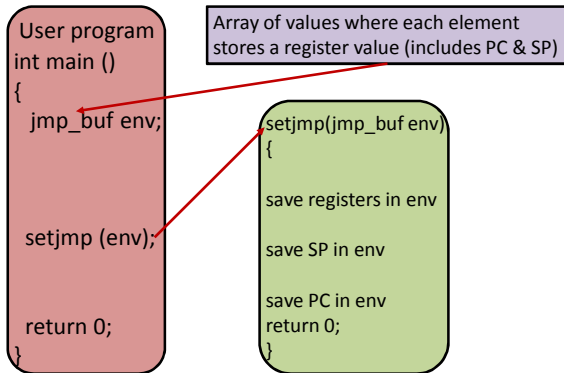 User program
int main ()
{
jmp_buf env;
setjmp (env);
return 0;
}
Array of values where each element
stores a register value (includes PC & SP)
setjmp(jmp_buf env)
{
save registers in env
save SP in env
save PC in env
return 0;
}